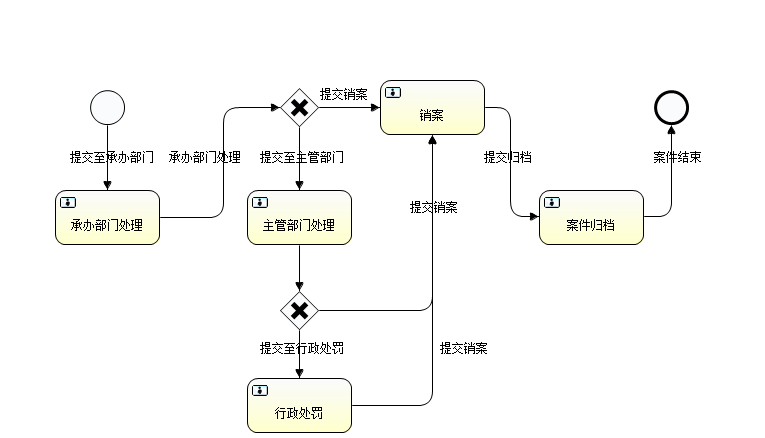 提交销案
销案
提交至承办部门
承办部门处理
提交至主管部门
提交归档
案件结束
承办部门处理
主管部门处理
提交销案
案件归档
提交至行政处罚
提交销案
行政处罚